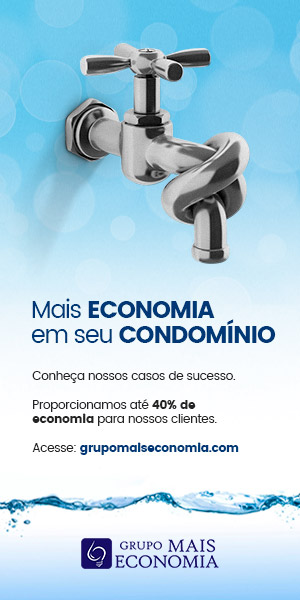 Mais ECONOMIA
em seu CONDOMÍNIO
Conheça nossos casos de sucesso.
Proporcionamos até 40% de
economia para nossos clientes.
Acesse: grupomaiseconomia.com
GRUPO MAIS
ECONOMIA